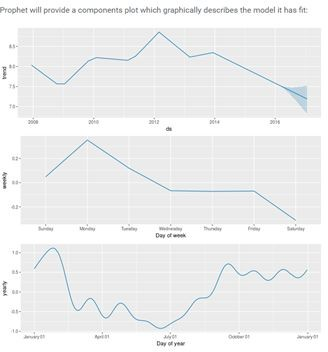 Prophet will provide a components plot which graphically describes the model it has fit:
8.5
8.0
7.5
7.0
trend
2008
2010
2012
2014
2016
ds
0.2
0.0
-0.2
weekly
Sunday
Monday
Tuesday
Wednesday
Thursday
Friday
Saturday
Day of week
1.0
0.5
0.0
-0.5
-1.0
yearly
January 01
April 01
July 01
October 01
January 01
Day of year